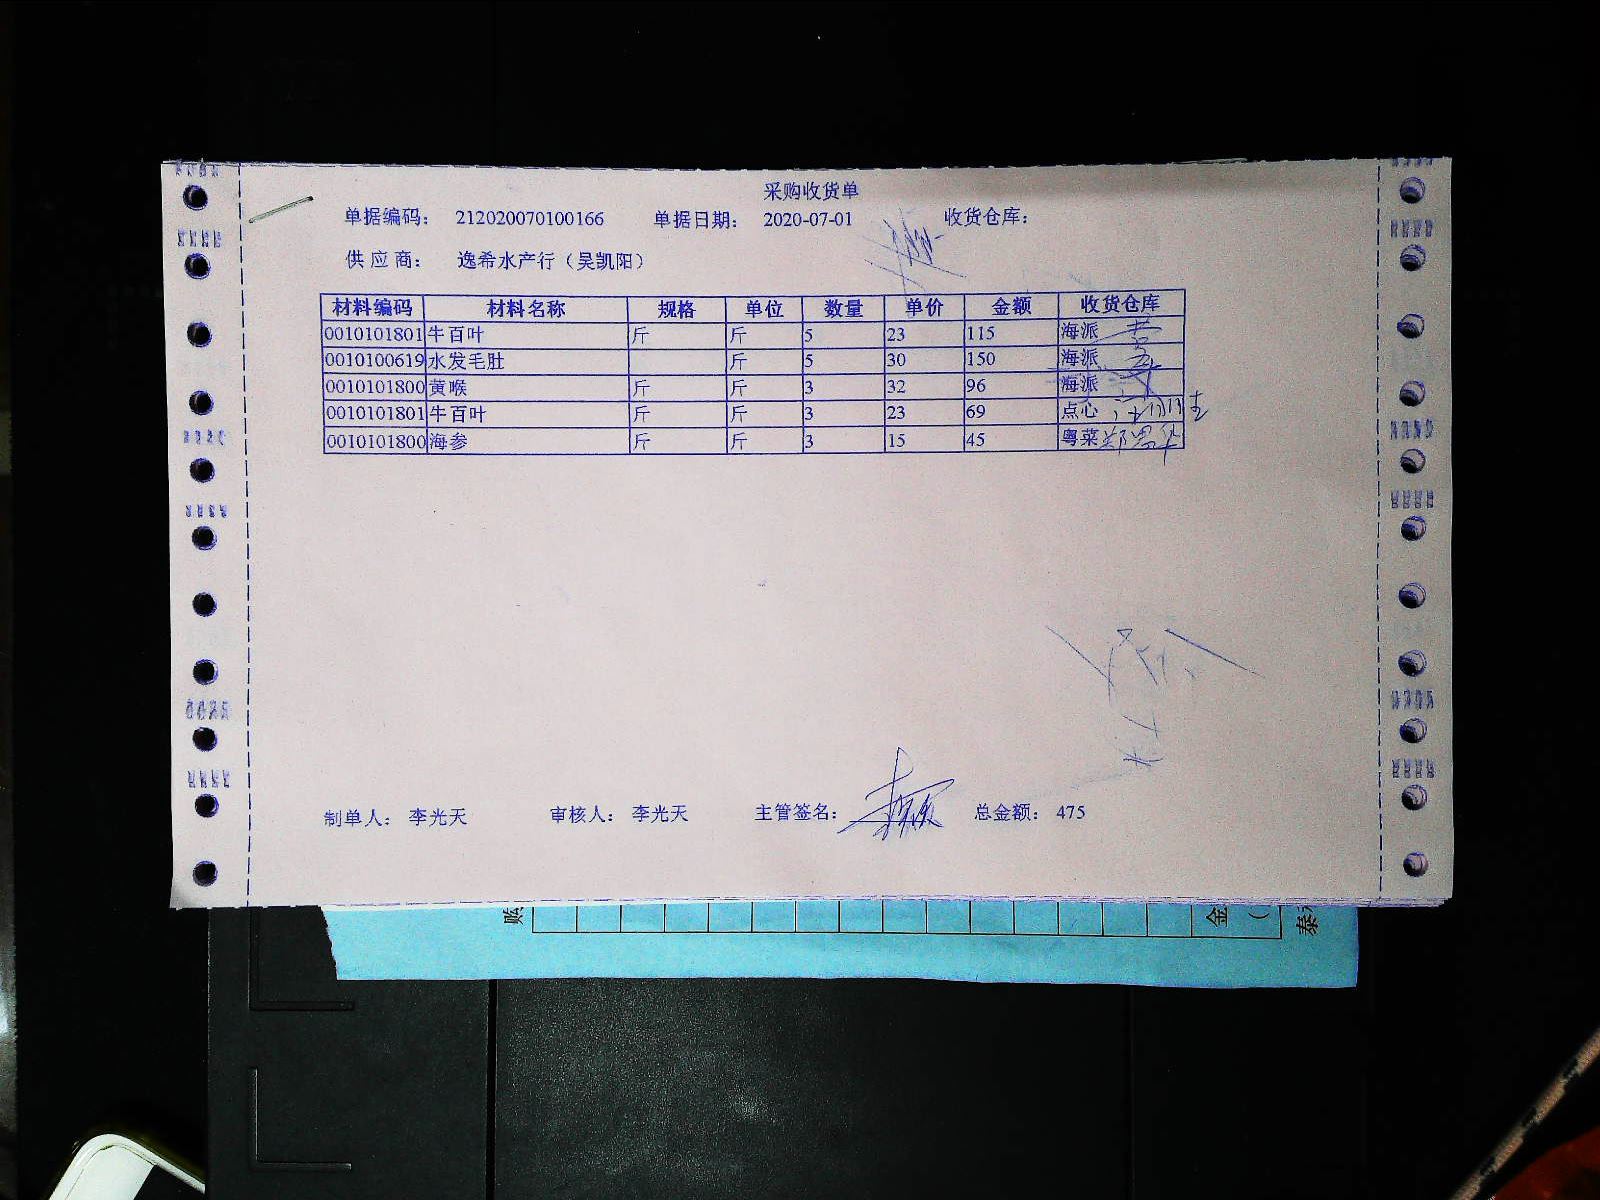 采购收货单
单据编码: 212020070100166 单据日期: 2020-07-01 收货仓库:
供应商: 逸希水产行（吴凯阳）
材料编码 材料名称 规格 单位 数量 单价 金额 收货仓库
0010101801 牛百叶 斤 斤 5 23 115 海派
0010100619 水发毛肚 斤 5 30 150 海派
0010101800 黄喉 斤 斤 3 32 96 海派
0010101801 牛百叶 斤 斤 3 23 69 点心
0010101800 海参 斤 斤 3 15 45 粤菜
制单人: 李光天 审核人: 李光天 主管签名: 总金额: 475
购 金 （ 泰